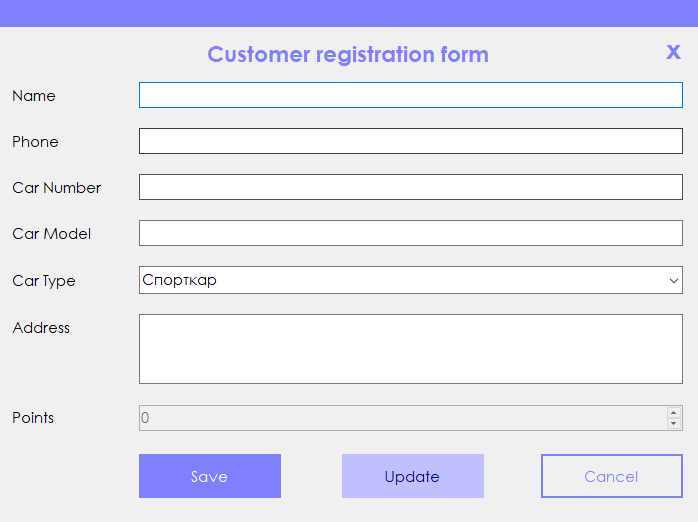 Customer registration form
X
Name
Phone
Car Number
Car Model
Car Type
Спорткар
Address
Points
0
Save
Update
Cancel